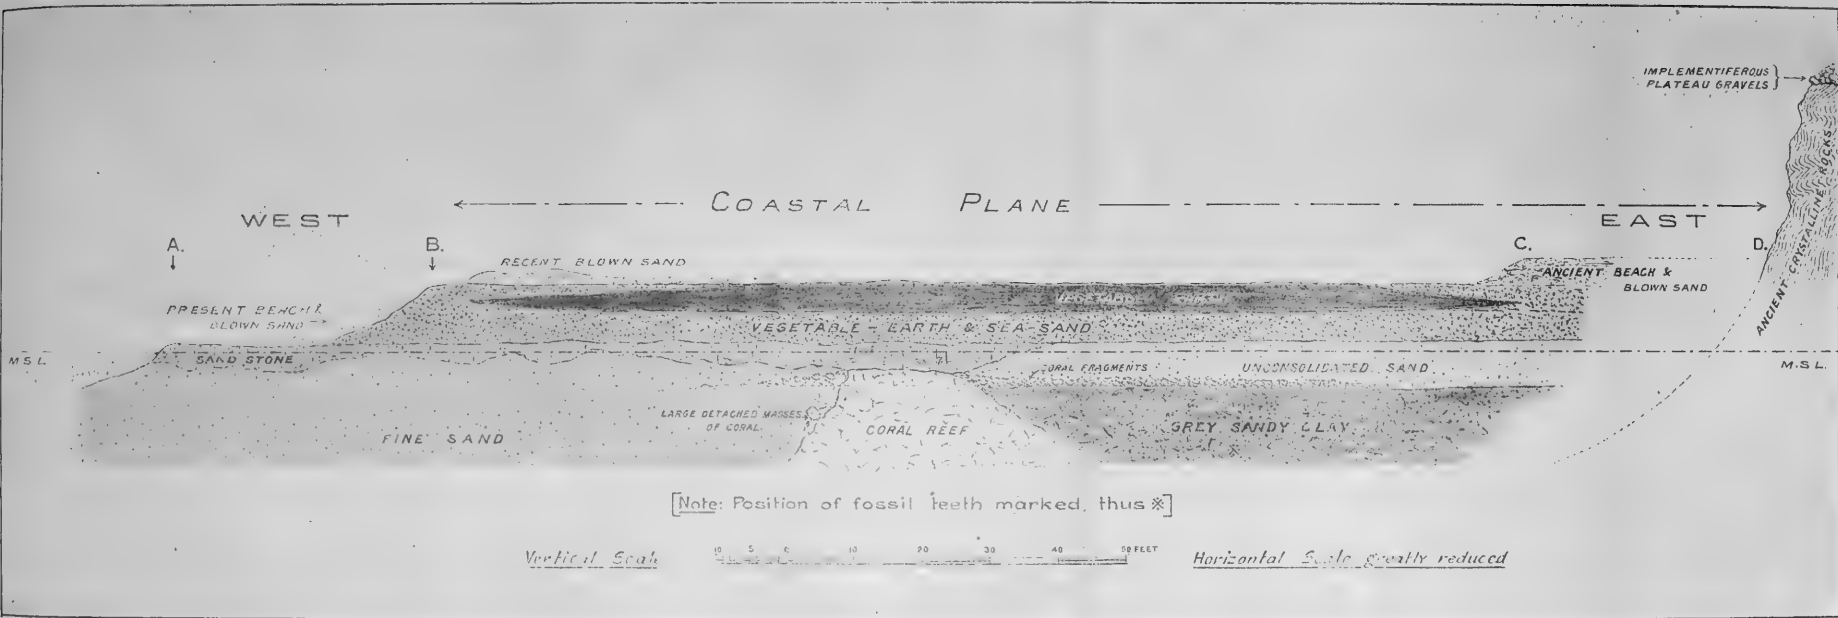 IMPLEMENTIFEROUS
PLATEAU GRAVELS
COASTAL PLANE
WEST
EAST
A.
B.
C.
D.
RECENT BLOWN SAND
ANCIENT BEACH &
BLOWN SAND
ANCIENT CRYSTALLINE ROCKS
PRESENT BEACH &
BLOWN SAND
VEGETABLE - EARTH & SEA-SAND
M.S.L.
SAND STONE
CORAL FRAGMENTS
UNCONSOLIDATED SAND
M.S.L.
LARGE DETACHED MASSES
OF CORAL
FINE SAND
CORAL REEF
GREY SANDY CLAY
[Note: Position of fossil teeth marked, thus ※]
Vertical Scale
10 5 0 10 20 30 40 50 FEET
Horizontal Scale greatly reduced